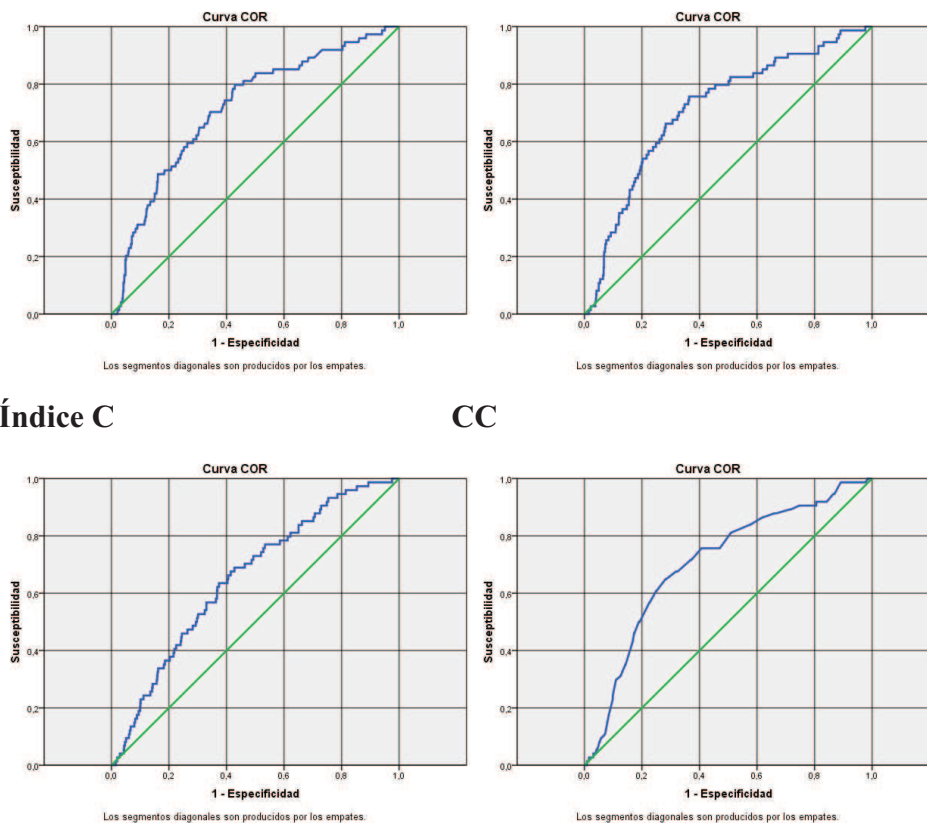 Curva COR
Susceptibilidad
1,0
0,8
0,6
0,4
0,2
0,0
0,0 0,2 0,4 0,6 0,8 1,0
1 - Especificidad
Los segmentos diagonales son producidos por los empates.
Curva COR
Susceptibilidad
1,0
0,8
0,6
0,4
0,2
0,0
0,0 0,2 0,4 0,6 0,8 1,0
1 - Especificidad
Los segmentos diagonales son producidos por los empates.
Índice C
CC
Curva COR
Susceptibilidad
1,0
0,8
0,6
0,4
0,2
0,0
0,0 0,2 0,4 0,6 0,8 1,0
1 - Especificidad
Los segmentos diagonales son producidos por los empates.
Curva COR
Susceptibilidad
1,0
0,8
0,6
0,4
0,2
0,0
0,0 0,2 0,4 0,6 0,8 1,0
1 - Especificidad
Los segmentos diagonales son producidos por los empates.